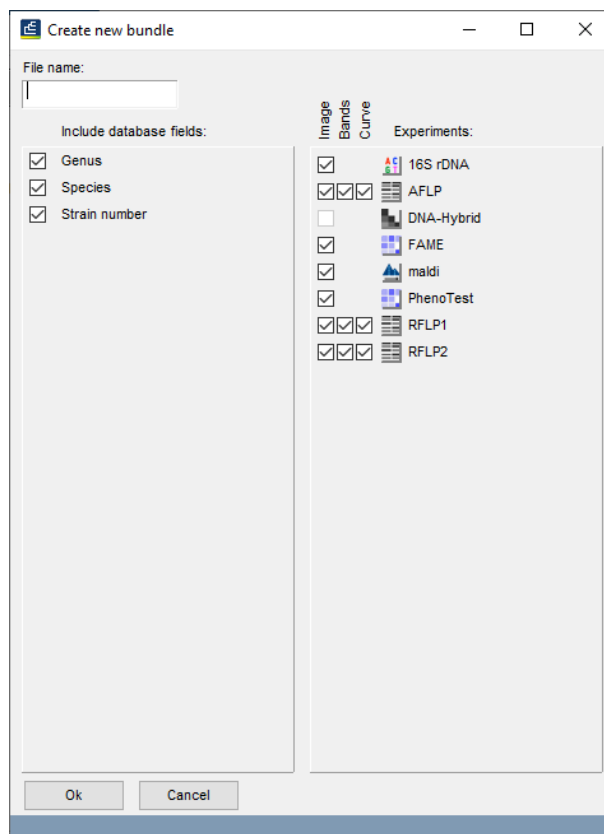 Create new bundle
File name:
Include database fields:
Genus
Species
Strain number
Image
Bands
Curve
Experiments:
16S rDNA
AFLP
DNA-Hybrid
FAME
maldi
PhenoTest
RFLP1
RFLP2
Ok
Cancel